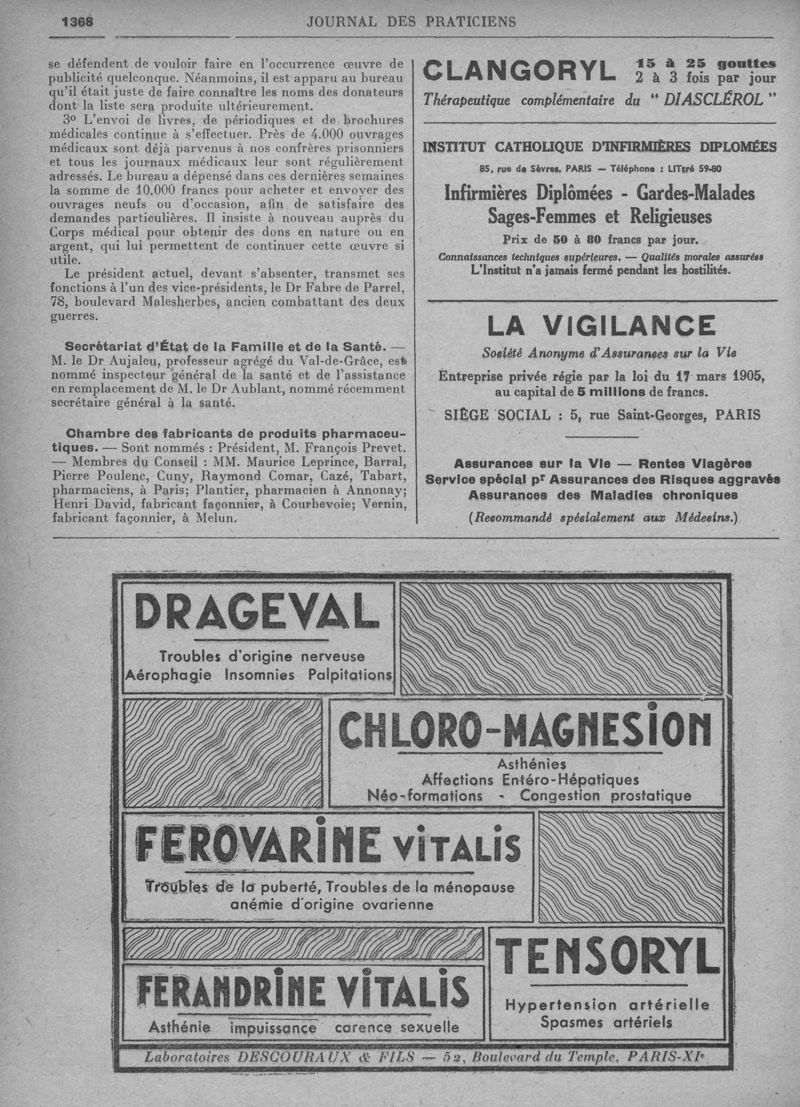 1368
JOURNAL DES PRATICIENS
se défendent de vouloir faire en l'occurrence œuvre de
publicité quelconque. Néanmoins, il est apparu au bureau
qu'il était juste de faire connaître les noms des donateurs
dont la liste sera produite ultérieurement.
3º L'envoi de livres, de périodiques et de brochures
médicales continue à s'effectuer. Près de 4.000 ouvrages
médicaux sont déjà parvenus à nos confrères prisonniers
et tous les journaux médicaux leur sont régulièrement
adressés. Le bureau a dépensé dans ces dernières semaines
la somme de 10.000 francs pour acheter et envoyer des
ouvrages neufs ou d'occasion, afin de satisfaire des
demandes particulières. Il insiste à nouveau auprès du
Corps médical pour obtenir des dons en nature ou en
argent, qui lui permettent de continuer cette œuvre si
utile.
Le président actuel, devant s'absenter, transmet ses
fonctions à l'un des vice-présidents, le Dr Fabre de Parrel,
78, boulevard Malesherbes, ancien combattant des deux
guerres.
Secrétariat d'État de la Famille et de la Santé. —
M. le Dr Aujaleu, professeur agrégé du Val-de-Grâce, est
nommé inspecteur général de la santé et de l'assistance
en remplacement de M. le Dr Aublant, nommé récemment
secrétaire général à la santé.
Chambre des fabricants de produits pharmaceu-
tiques. — Sont nommés : Président, M. François Prevet.
— Membres du Conseil : MM. Maurice Leprince, Barral,
Pierre Poulenc, Cuny, Raymond Comar, Cazé, Tabart,
pharmaciens, à Paris; Plantier, pharmacien à Annonay;
Henri David, fabricant façonnier, à Courbevoie; Vernin,
fabricant façonnier, à Melun.
CLANGORYL 15 à 25 gouttes
2 à 3 fois par jour
Thérapeutique complémentaire du " DIASCLÉROL "
INSTITUT CATHOLIQUE D'INFIRMIÈRES DIPLOMÉES
85, rue de Sèvres, PARIS — Téléphone : LITtré 59-80
Infirmières Diplômées - Gardes-Malades
Sages-Femmes et Religieuses
Prix de 50 à 80 francs par jour.
Connaissances techniques supérieures. — Qualités morales assurées
L'Institut n'a jamais fermé pendant les hostilités.
LA VIGILANCE
Société Anonyme d'Assurances sur la Vie
Entreprise privée régie par la loi du 17 mars 1905,
au capital de 5 millions de francs.
SIÈGE SOCIAL : 5, rue Saint-Georges, PARIS
Assurances sur la Vie — Rentes Viagères
Service spécial pr Assurances des Risques aggravés
Assurances des Maladies chroniques
(Recommandé spécialement aux Médecins.)
DRAGEVAL
Troubles d'origine nerveuse
Aérophagie Insomnies Palpitations
CHLORO-MAGNESION
Asthénies
Affections Entéro-Hépatiques
Néo-formations - Congestion prostatique
FEROVARINE VITALIS
Troubles de la puberté, Troubles de la ménopause
anémie d'origine ovarienne
FERANDRINE VITALIS
Asthénie impuissance carence sexuelle
TENSORYL
Hypertension artérielle
Spasmes artériels
Laboratoires DESCOURAUX & FILS — 52, Boulevard du Temple, PARIS-XIe